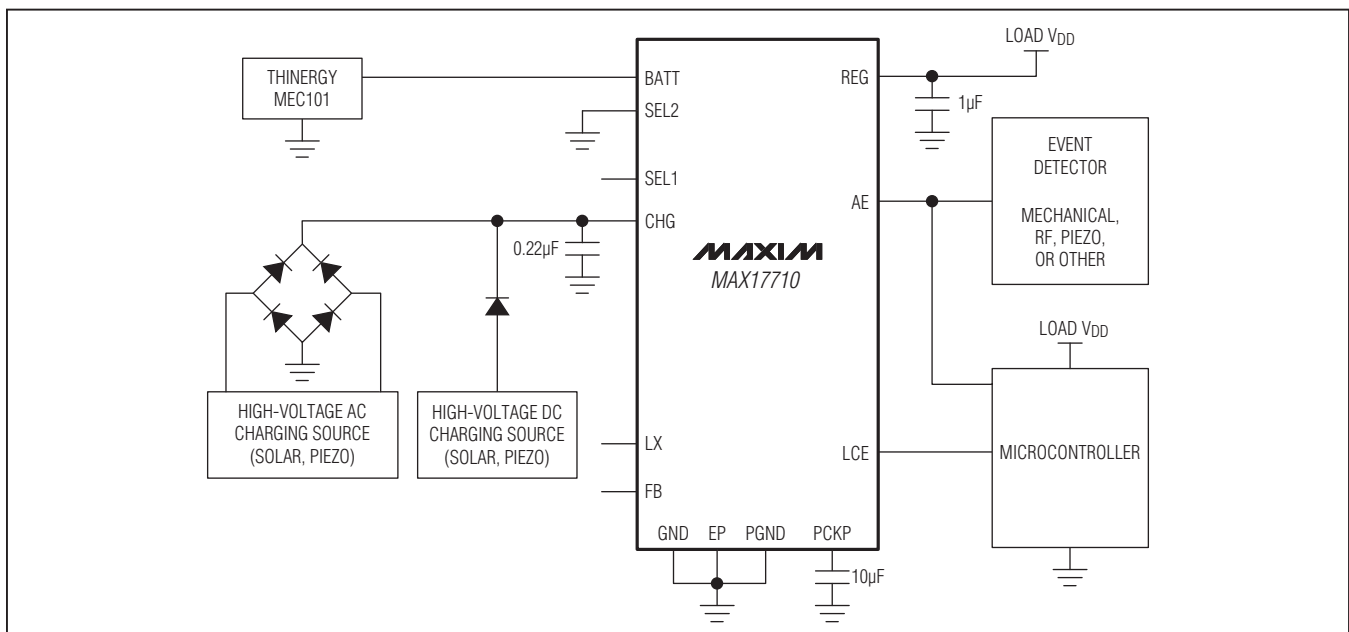 LOAD VDD
THINERGY
MEC101
BATT
REG
SEL2
1µF
EVENT
DETECTOR
MECHANICAL,
RF, PIEZO,
OR OTHER
SEL1
AE
CHG
0.22µF
MAXIM
MAX17710
LOAD VDD
HIGH-VOLTAGE AC
CHARGING SOURCE
(SOLAR, PIEZO)
HIGH-VOLTAGE DC
CHARGING SOURCE
(SOLAR, PIEZO)
LX
LCE
MICROCONTROLLER
FB
GND
EP
PGND
PCKP
10µF